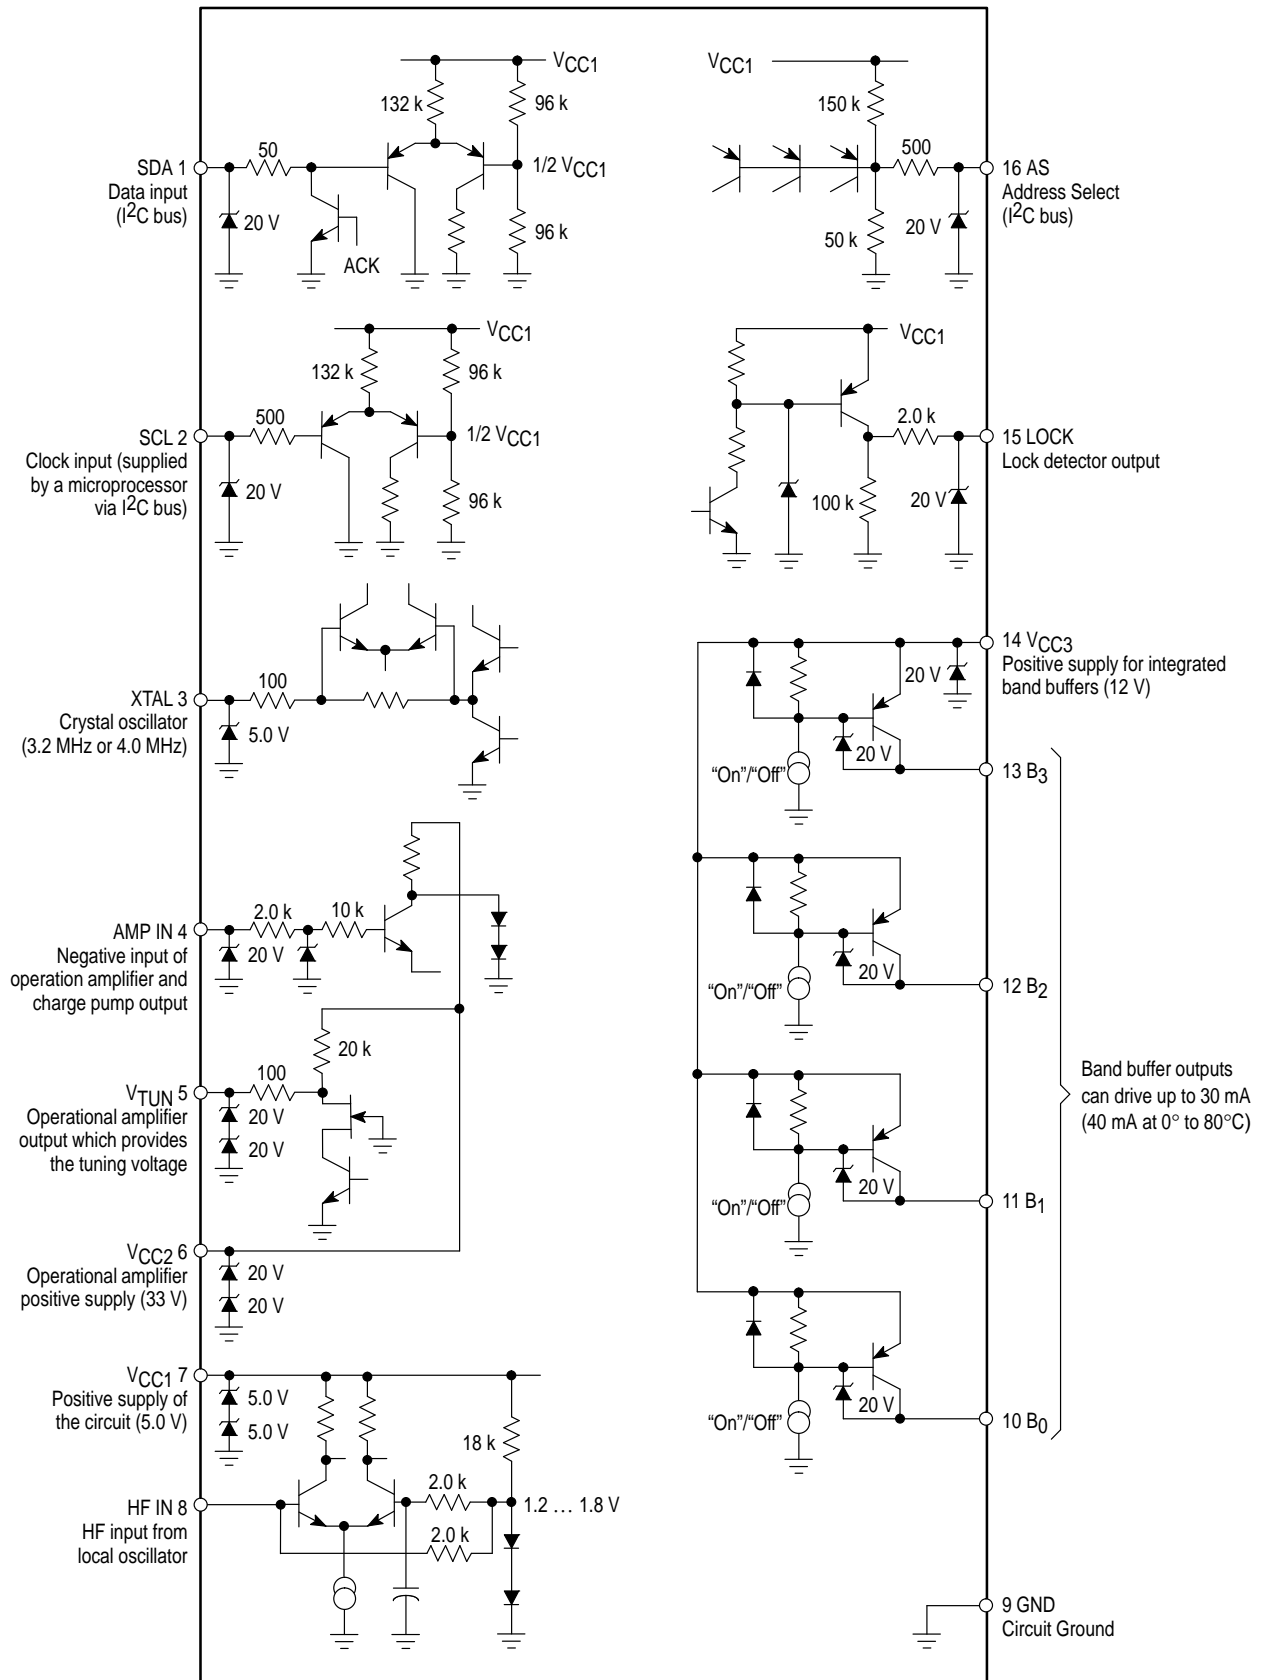 VCC1
132 k
96 k
SDA 1
Data input
(I2C bus)
50
20 V
ACK
1/2 VCC1
96 k
VCC1
150 k
500
16 AS
Address Select
(I2C bus)
50 k
20 V
VCC1
132 k
96 k
SCL 2
Clock input (supplied
by a microprocessor
via I2C bus)
500
20 V
1/2 VCC1
96 k
VCC1
2.0 k
15 LOCK
Lock detector output
100 k
20 V
XTAL 3
Crystal oscillator
(3.2 MHz or 4.0 MHz)
100
5.0 V
14 VCC3
Positive supply for integrated
band buffers (12 V)
20 V
20 V
“On”/“Off”
13 B3
AMP IN 4
Negative input of
operation amplifier and
charge pump output
2.0 k
10 k
20 V
20 V
“On”/“Off”
12 B2
VTUN 5
Operational amplifier
output which provides
the tuning voltage
100
20 k
20 V
20 V
Band buffer outputs
can drive up to 30 mA
(40 mA at 0° to 80°C)
20 V
“On”/“Off”
11 B1
VCC2 6
Operational amplifier
positive supply (33 V)
20 V
20 V
VCC1 7
Positive supply of
the circuit (5.0 V)
5.0 V
5.0 V
18 k
20 V
“On”/“Off”
10 B0
HF IN 8
HF input from
local oscillator
2.0 k
2.0 k
1.2 … 1.8 V
9 GND
Circuit Ground